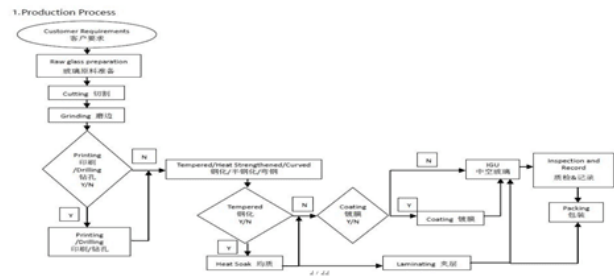 1.Production Process
Customer Requirements
客户要求
Raw glass preparation
玻璃原料准备
Cutting 切割
Grinding 磨边
Printing
印刷
/Drilling
钻孔
Y/N
N
Y
Printing
/Drilling
印刷/钻孔
Tempered/Heat Strengthened/Curved
钢化/半钢化/弯钢
Tempered
钢化
Y/N
N
Y
Heat Soak 均质
Coating
镀膜
Y/N
N
Y
Coating 镀膜
Laminating 夹层
IGU
中空玻璃
Inspection and
Record
质检&记录
Packing
包装